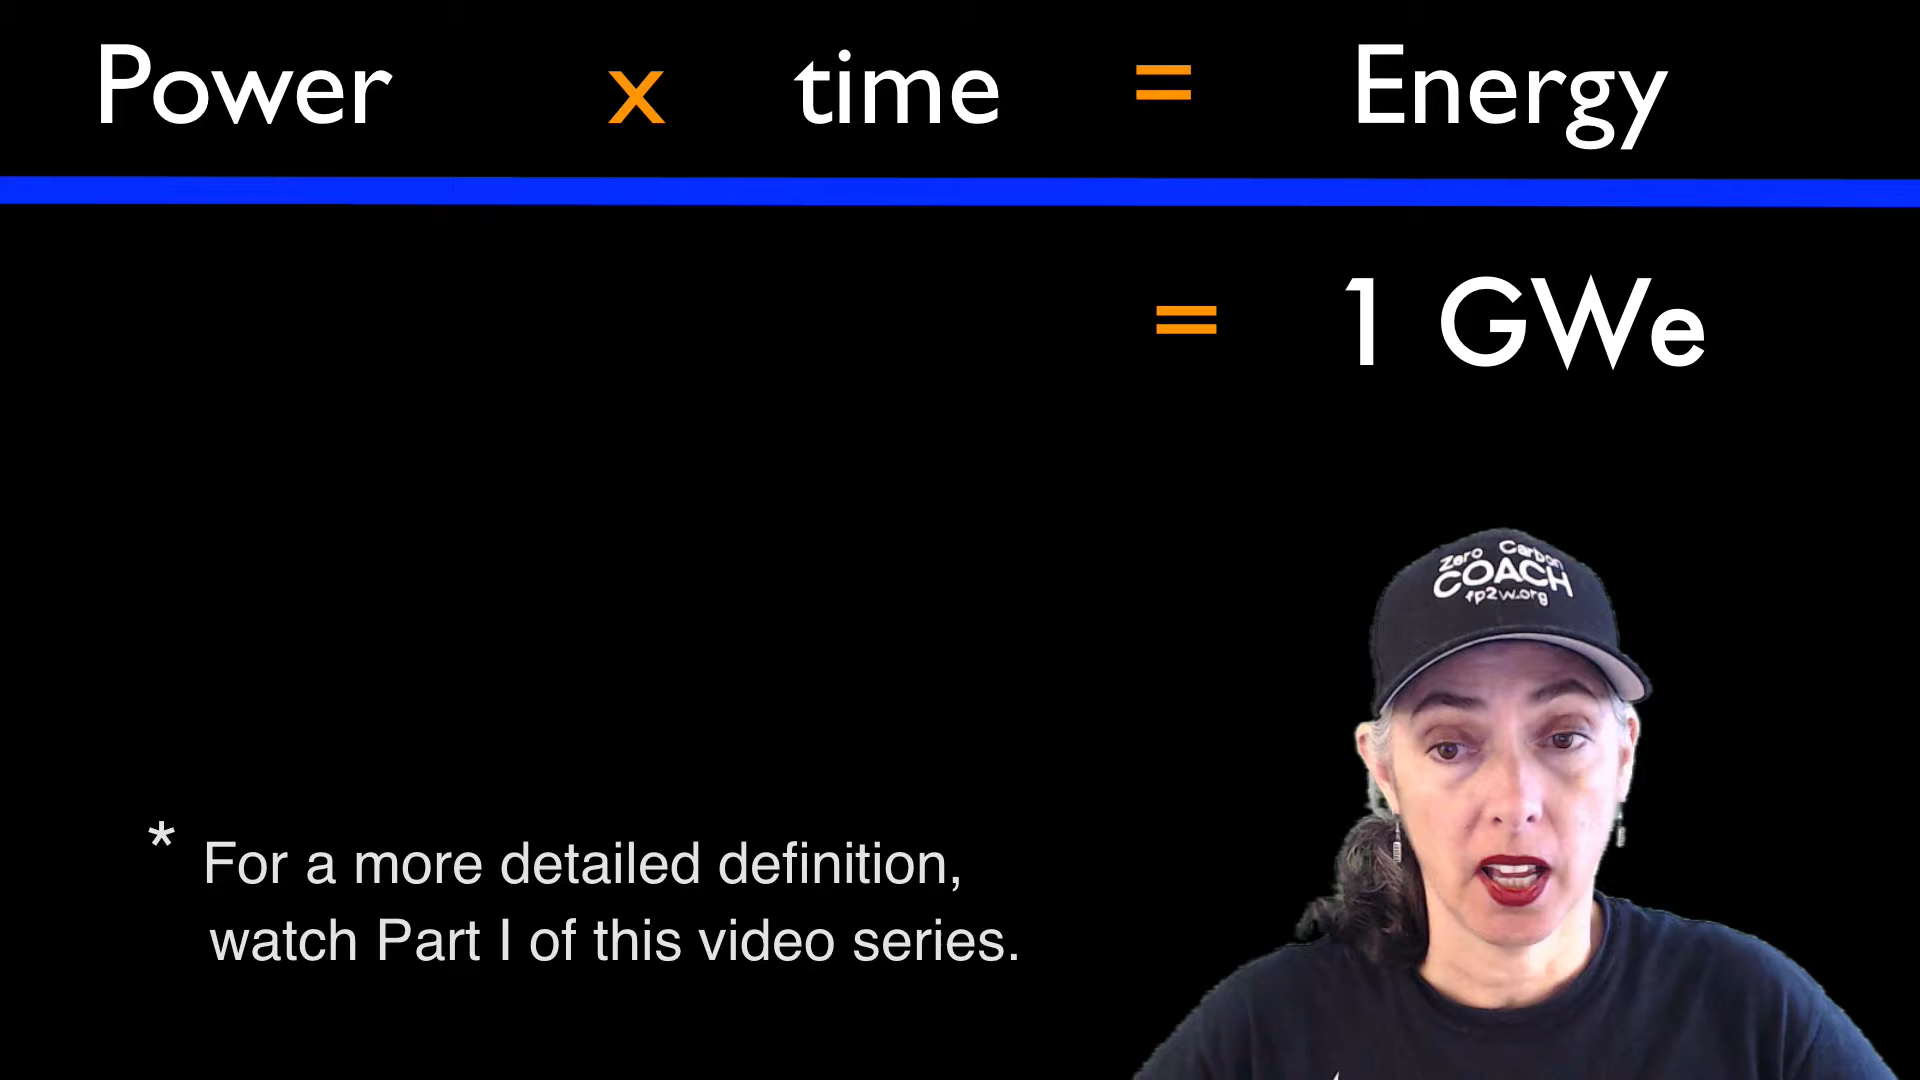 Power x time = Energy
= 1 GWe
Zero Carbon
COACH
fp2w.org
* For a more detailed definition,
watch Part I of this video series.